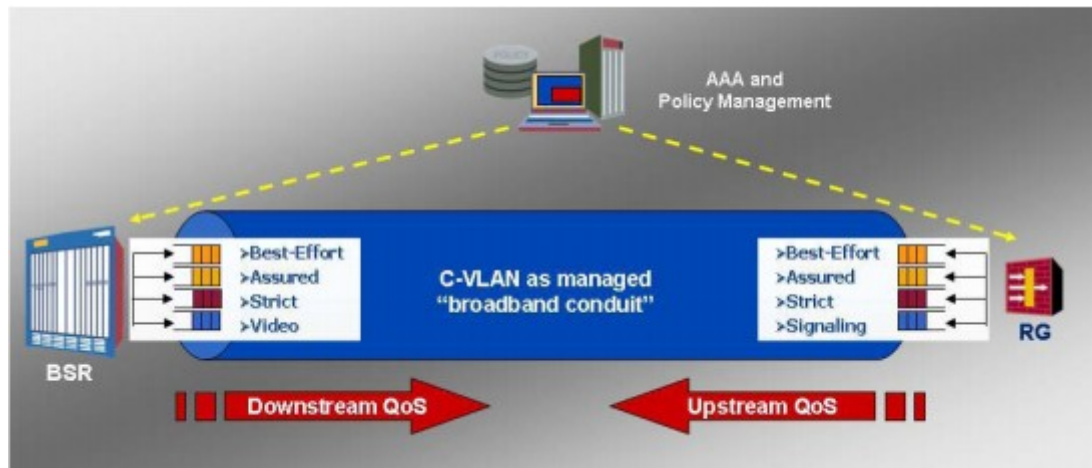 POLICY
AAA and
Policy Management
➢Best-Effort
➢Assured
➢Strict
➢Video
C-VLAN as managed
“broadband conduit”
➢Best-Effort
➢Assured
➢Strict
➢Signaling
BSR
RG
Downstream QoS
Upstream QoS